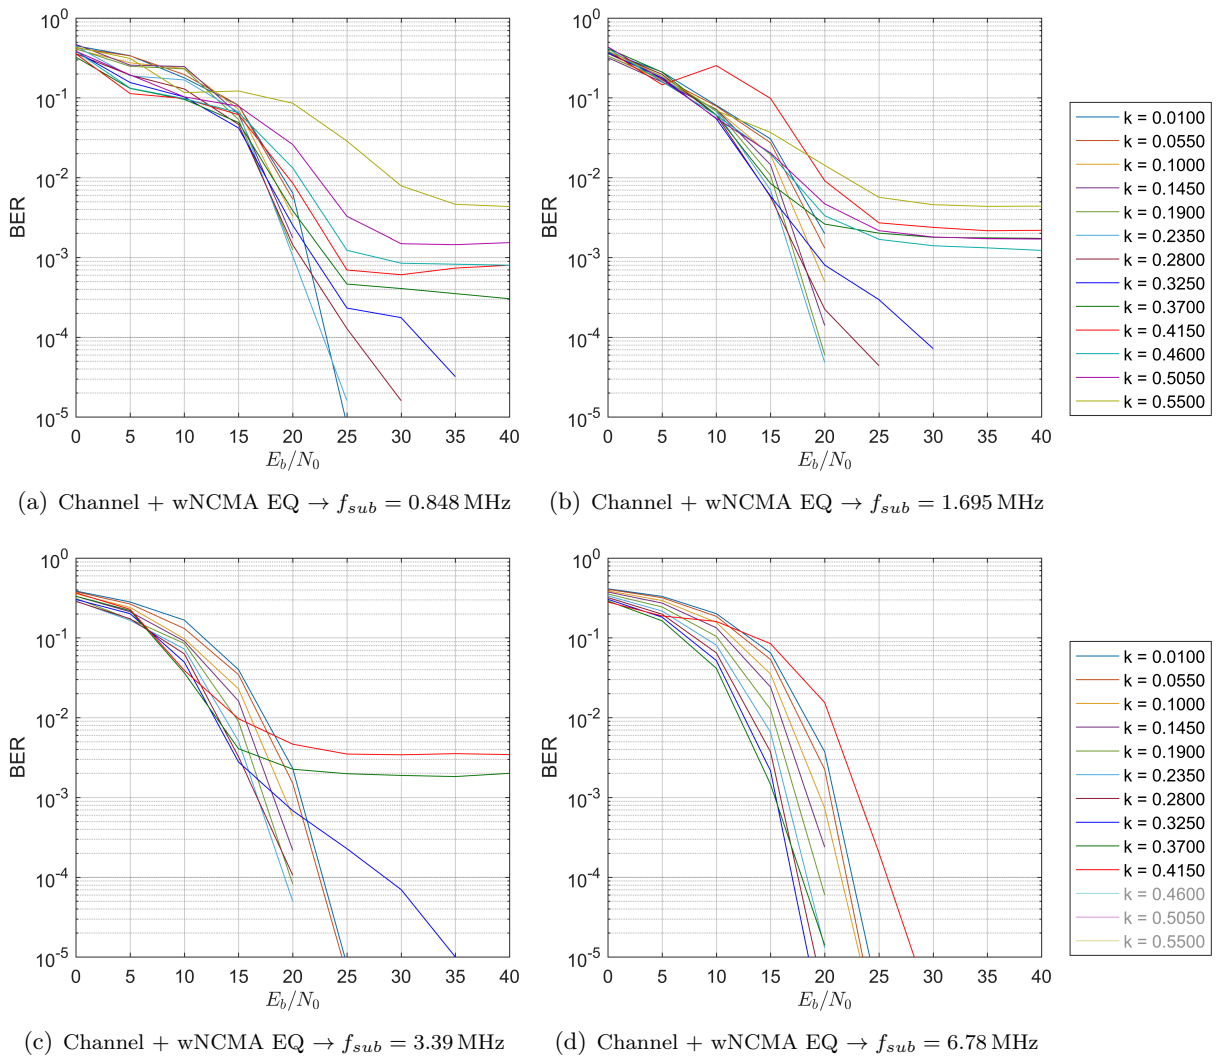 10^0
10^-1
10^-2
10^-3
10^-4
10^-5
BER
0 5 10 15 20 25 30 35 40
E_b/N_0
(a) Channel + wNCMA EQ → f_sub = 0.848 MHz
10^0
10^-1
10^-2
10^-3
10^-4
10^-5
BER
0 5 10 15 20 25 30 35 40
E_b/N_0
(b) Channel + wNCMA EQ → f_sub = 1.695 MHz
k = 0.0100
k = 0.0550
k = 0.1000
k = 0.1450
k = 0.1900
k = 0.2350
k = 0.2800
k = 0.3250
k = 0.3700
k = 0.4150
k = 0.4600
k = 0.5050
k = 0.5500
10^0
10^-1
10^-2
10^-3
10^-4
10^-5
BER
0 5 10 15 20 25 30 35 40
E_b/N_0
(c) Channel + wNCMA EQ → f_sub = 3.39 MHz
10^0
10^-1
10^-2
10^-3
10^-4
10^-5
BER
0 5 10 15 20 25 30 35 40
E_b/N_0
(d) Channel + wNCMA EQ → f_sub = 6.78 MHz
k = 0.0100
k = 0.0550
k = 0.1000
k = 0.1450
k = 0.1900
k = 0.2350
k = 0.2800
k = 0.3250
k = 0.3700
k = 0.4150
k = 0.4600
k = 0.5050
k = 0.5500